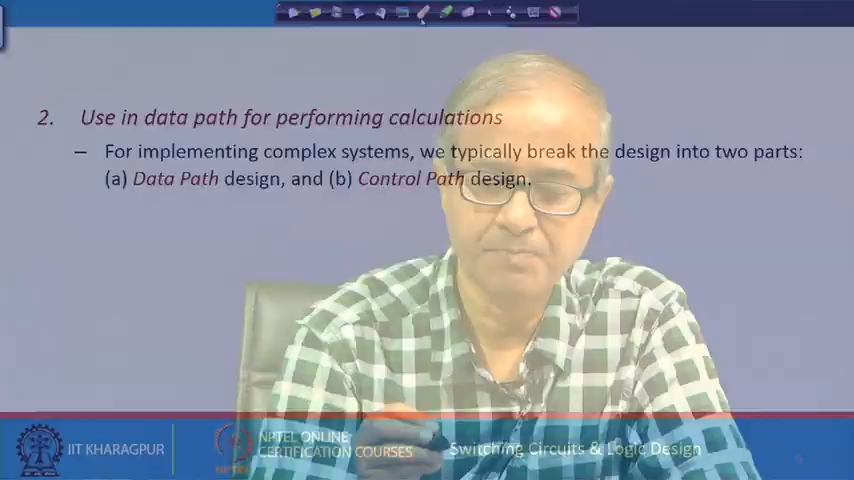 2. Use in data path for performing calculations
– For implementing complex systems, we typically break the design into two parts:
(a) Data Path design, and (b) Control Path design.
IIT KHARAGPUR
NPTEL ONLINE
CERTIFICATION COURSES
Switching Circuits & Logic Design
NPTEL